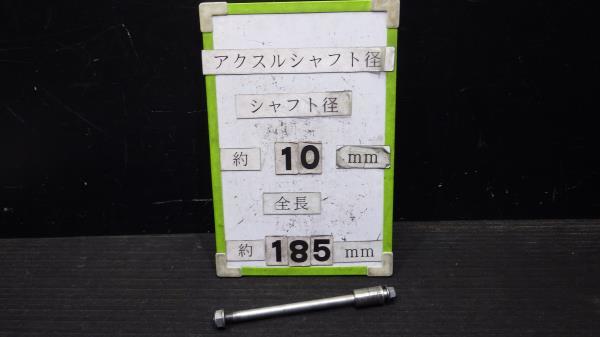 アクスルシャフト径
シャフト径
約 10 mm
全長
約 185 mm